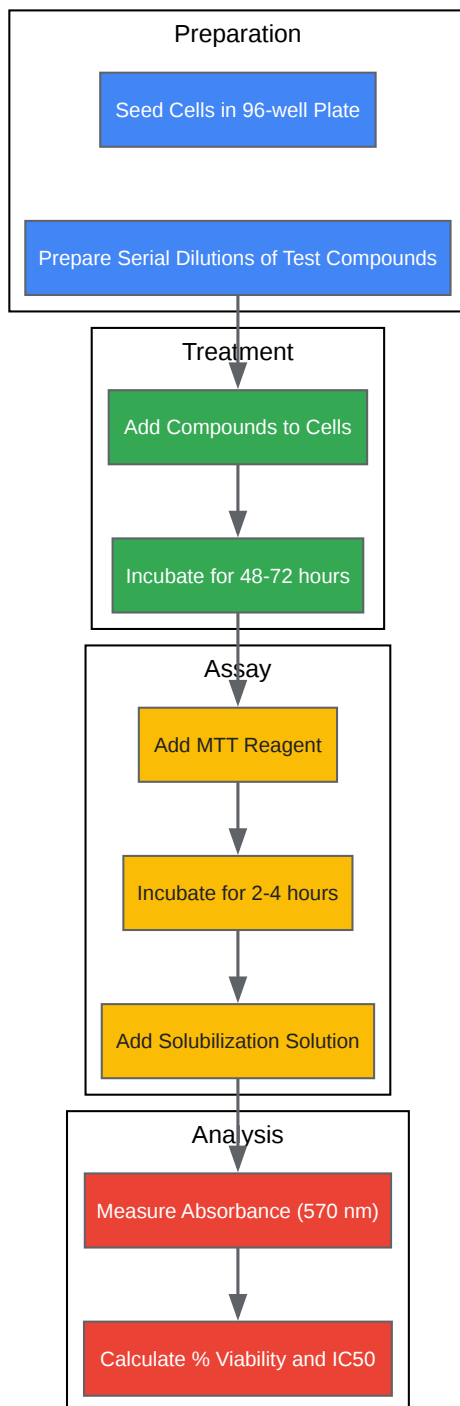 Preparation
Seed Cells in 96-well Plate
Prepare Serial Dilutions of Test Compounds
Treatment
Add Compounds to Cells
Incubate for 48-72 hours
Assay
Add MTT Reagent
Incubate for 2-4 hours
Add Solubilization Solution
Analysis
Measure Absorbance (570 nm)
Calculate % Viability and IC50